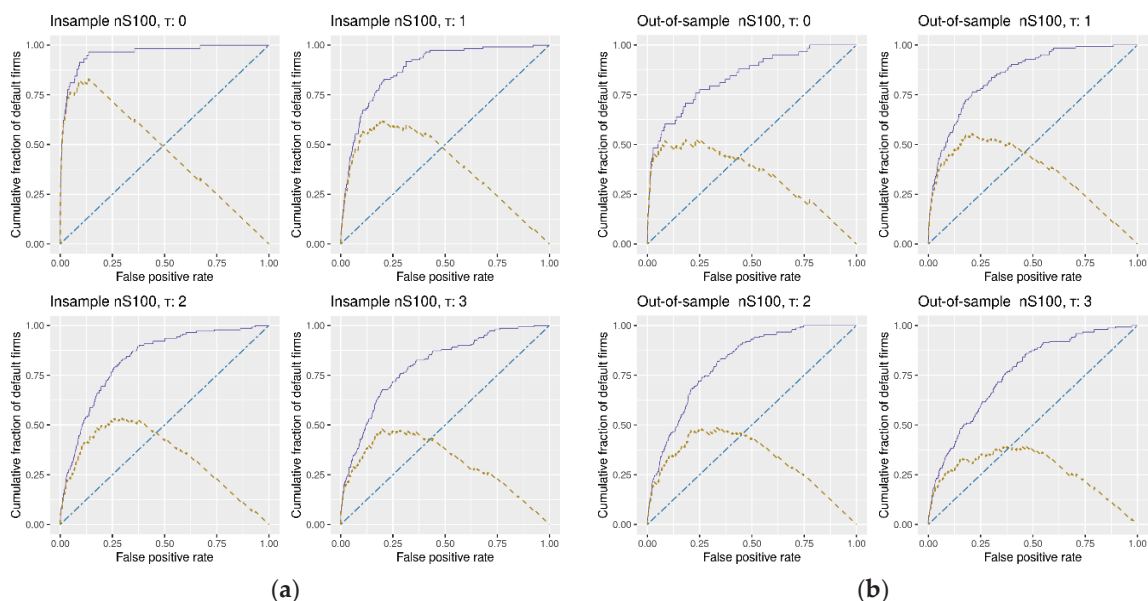 Insample nS100, τ: 0
Cumulative fraction of default firms
1.00
0.75
0.50
0.25
0.00
0.00 0.25 0.50 0.75 1.00
False positive rate
Insample nS100, τ: 1
Cumulative fraction of default firms
1.00
0.75
0.50
0.25
0.00
0.00 0.25 0.50 0.75 1.00
False positive rate
Insample nS100, τ: 2
Cumulative fraction of default firms
1.00
0.75
0.50
0.25
0.00
0.00 0.25 0.50 0.75 1.00
False positive rate
Insample nS100, τ: 3
Cumulative fraction of default firms
1.00
0.75
0.50
0.25
0.00
0.00 0.25 0.50 0.75 1.00
False positive rate
(a)
Out-of-sample nS100, τ: 0
Cumulative fraction of default firms
1.00
0.75
0.50
0.25
0.00
0.00 0.25 0.50 0.75 1.00
False positive rate
Out-of-sample nS100, τ: 1
Cumulative fraction of default firms
1.00
0.75
0.50
0.25
0.00
0.00 0.25 0.50 0.75 1.00
False positive rate
Out-of-sample nS100, τ: 2
Cumulative fraction of default firms
1.00
0.75
0.50
0.25
0.00
0.00 0.25 0.50 0.75 1.00
False positive rate
Out-of-sample nS100, τ: 3
Cumulative fraction of default firms
1.00
0.75
0.50
0.25
0.00
0.00 0.25 0.50 0.75 1.00
False positive rate
(b)